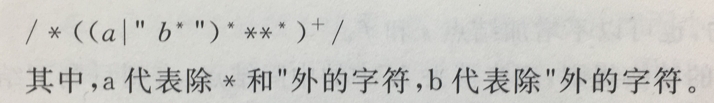 / * ((a|" b* ")* *** )+ /
其中,a 代表除 * 和"外的字符,b 代表除"外的字符。